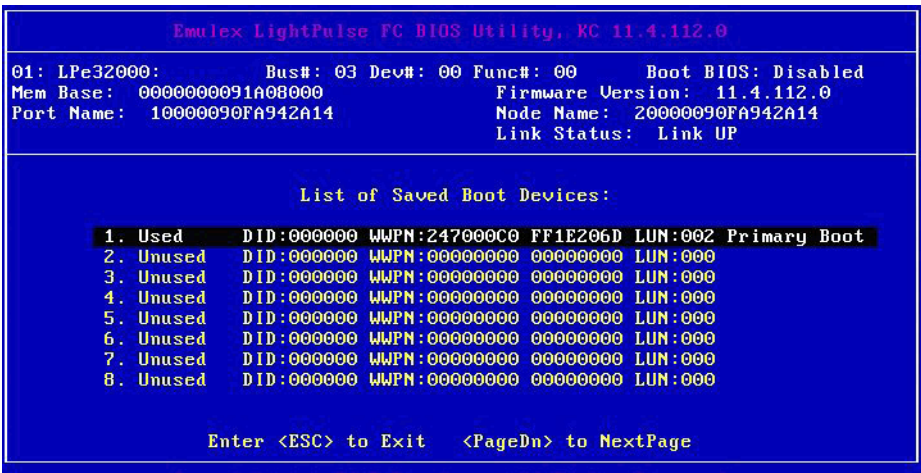 Emulex LightPulse FC BIOS Utility, KC 11.4.112.0
01: LPe32000: Bus#: 03 Dev#: 00 Func#: 00 Boot BIOS: Disabled
Mem Base: 0000000091A08000 Firmware Version: 11.4.112.0
Port Name: 10000090FA942A14 Node Name: 20000090FA942A14
Link Status: Link UP
List of Saved Boot Devices:
1. Used DID:000000 WWPN:247000C0 FF1E206D LUN:002 Primary Boot
2. Unused DID:000000 WWPN:00000000 00000000 LUN:000
3. Unused DID:000000 WWPN:00000000 00000000 LUN:000
4. Unused DID:000000 WWPN:00000000 00000000 LUN:000
5. Unused DID:000000 WWPN:00000000 00000000 LUN:000
6. Unused DID:000000 WWPN:00000000 00000000 LUN:000
7. Unused DID:000000 WWPN:00000000 00000000 LUN:000
8. Unused DID:000000 WWPN:00000000 00000000 LUN:000
Enter <ESC> to Exit <PageDn> to NextPage